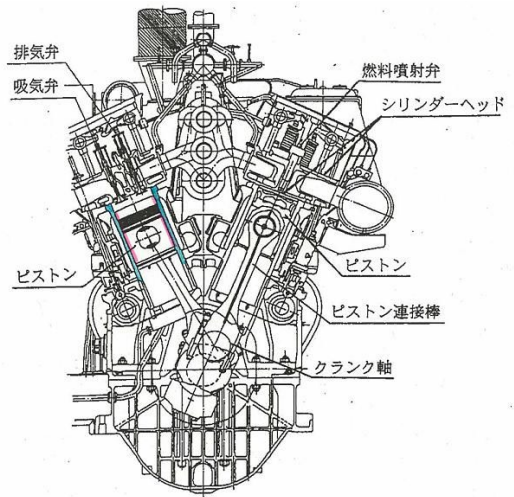 排気弁
吸気弁
燃料噴射弁
シリンダーヘッド
ピストン
ピストン
ピストン連接棒
クランク軸